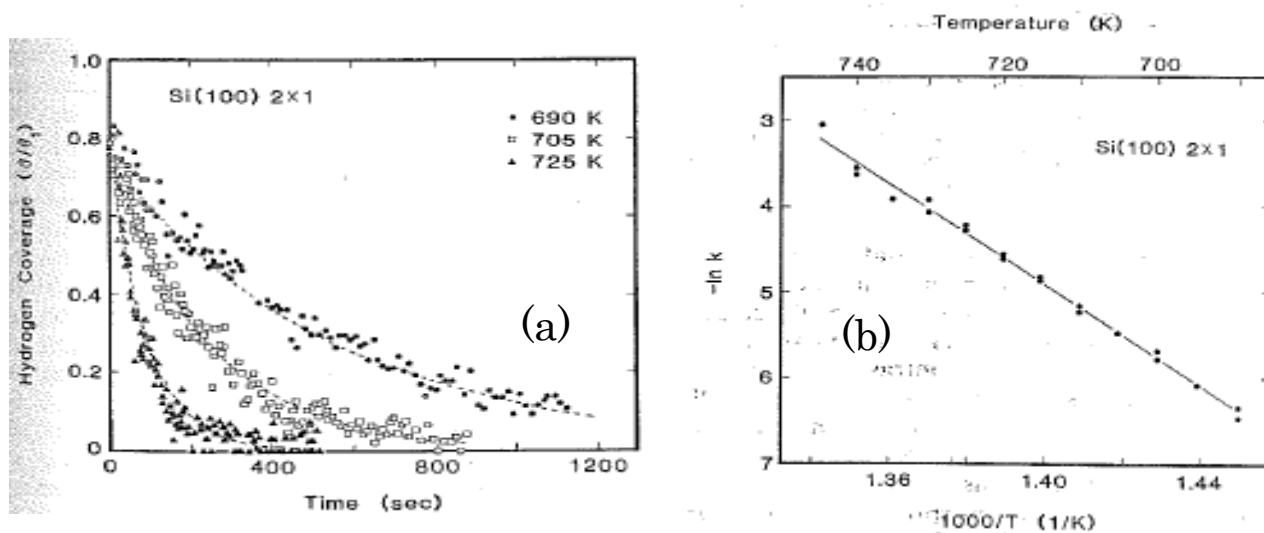 1.0
0.8
0.6
0.4
0.2
0
Hydrogen Coverage (θ/θ₁)
Si(100) 2×1
690 K
705 K
725 K
(a)
0 400 800 1200
Time (sec)
Temperature (K)
740 720 700
3
4
5
6
7
-ln k
Si(100) 2×1
(b)
1.36 1.40 1.44
1000/T (1/K)